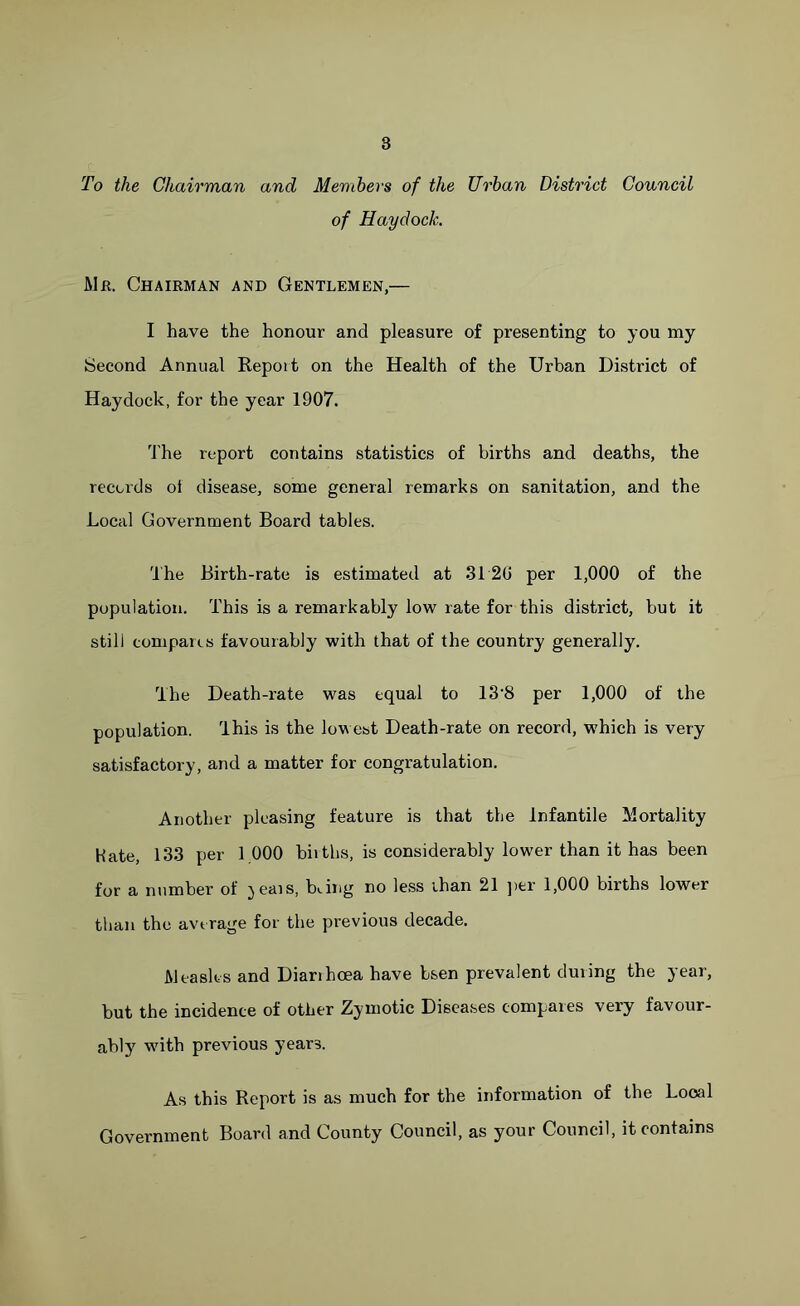 3
To the Chairman and Members of the Urban District Council
of Haydock.
Mr. Chairman and Gentlemen,—
I have the honour and pleasure of presenting to you my
Second Annual Report on the Health of the Urban District of
Haydock, for the year 1907.
The report contains statistics of births and deaths, the
records of disease, some general remarks on sanitation, and the
Local Government Board tables.
The Birth-rate is estimated at 31·26 per 1,000 of the
population. This is a remarkably low rate for this district, but it
still compares favourably with that of the country generally.
The Death-rate was equal to 13·8 per 1,000 of the
population. This is the lowest Death-rate on record, which is very
satisfactory, and a matter for congratulation.
Another pleasing feature is that the Infantile Mortality
Rate, 133 per 1,000 births, is considerably lower than it has been
for a number of years, being no less than 21 per 1,000 births lower
than the average for the previous decade.
Measles and Diarrhœa have been prevalent during the year,
but the incidence of other Zymotic Diseases compares very favour-
ably with previous years.
As this Report is as much for the information of the Local
Government Board and County Council, as your Council, it contains